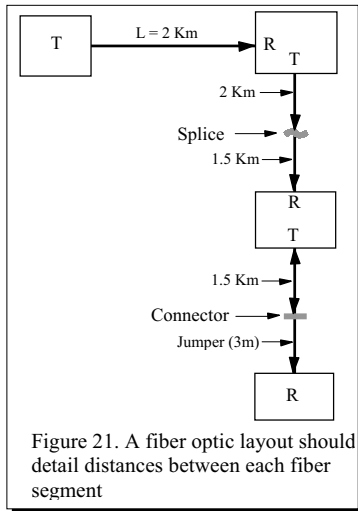 L = 2 Km
T
R
T
2 Km
Splice
1.5 Km
R
T
1.5 Km
Connector
Jumper (3m)
R
Figure 21. A fiber optic layout should
detail distances between each fiber
segment